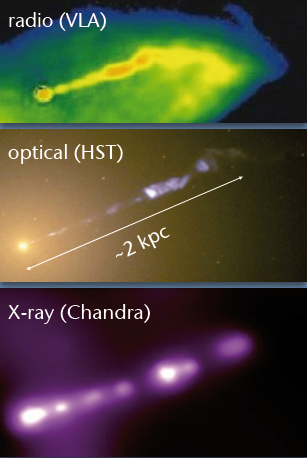 radio (VLA)
optical (HST)
~2 kpc
X-ray (Chandra)